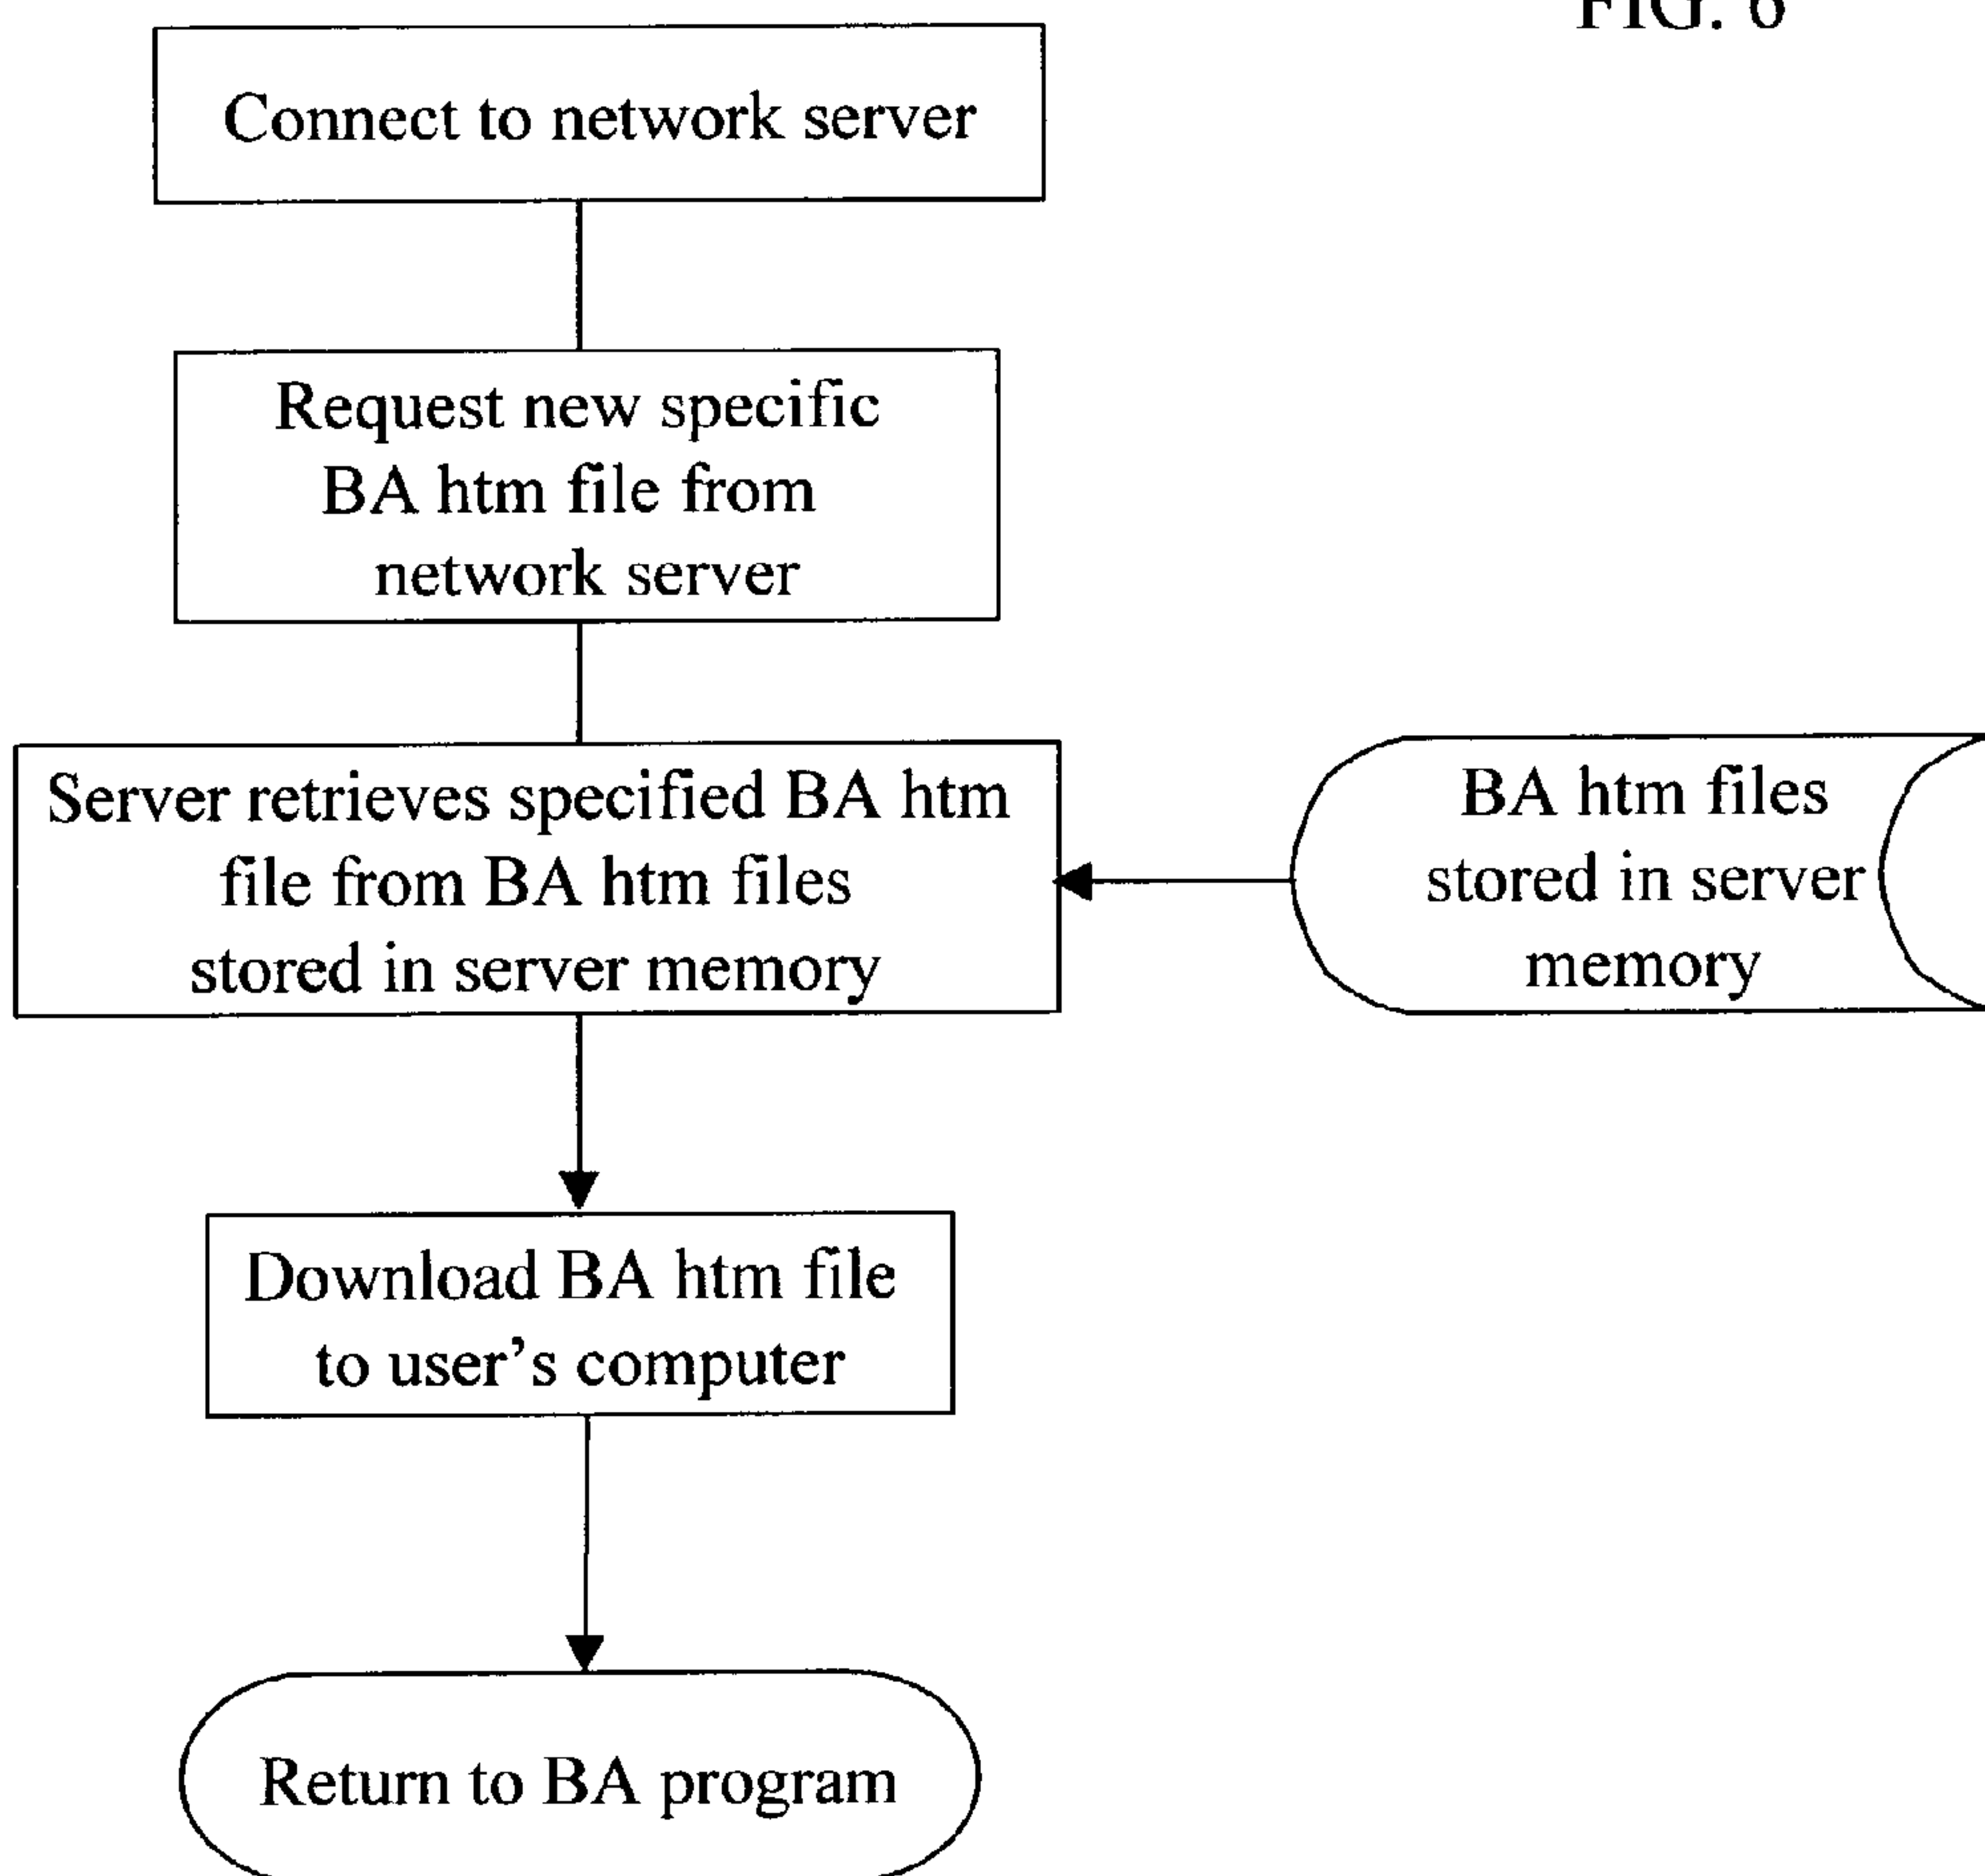 FIG. 6
Connect to network server
Request new specific
BA htm file from
network server
Server retrieves specified BA htm
file from BA htm files
stored in server memory
BA htm files
stored in server
memory
Download BA htm file
to user's computer
Return to BA program